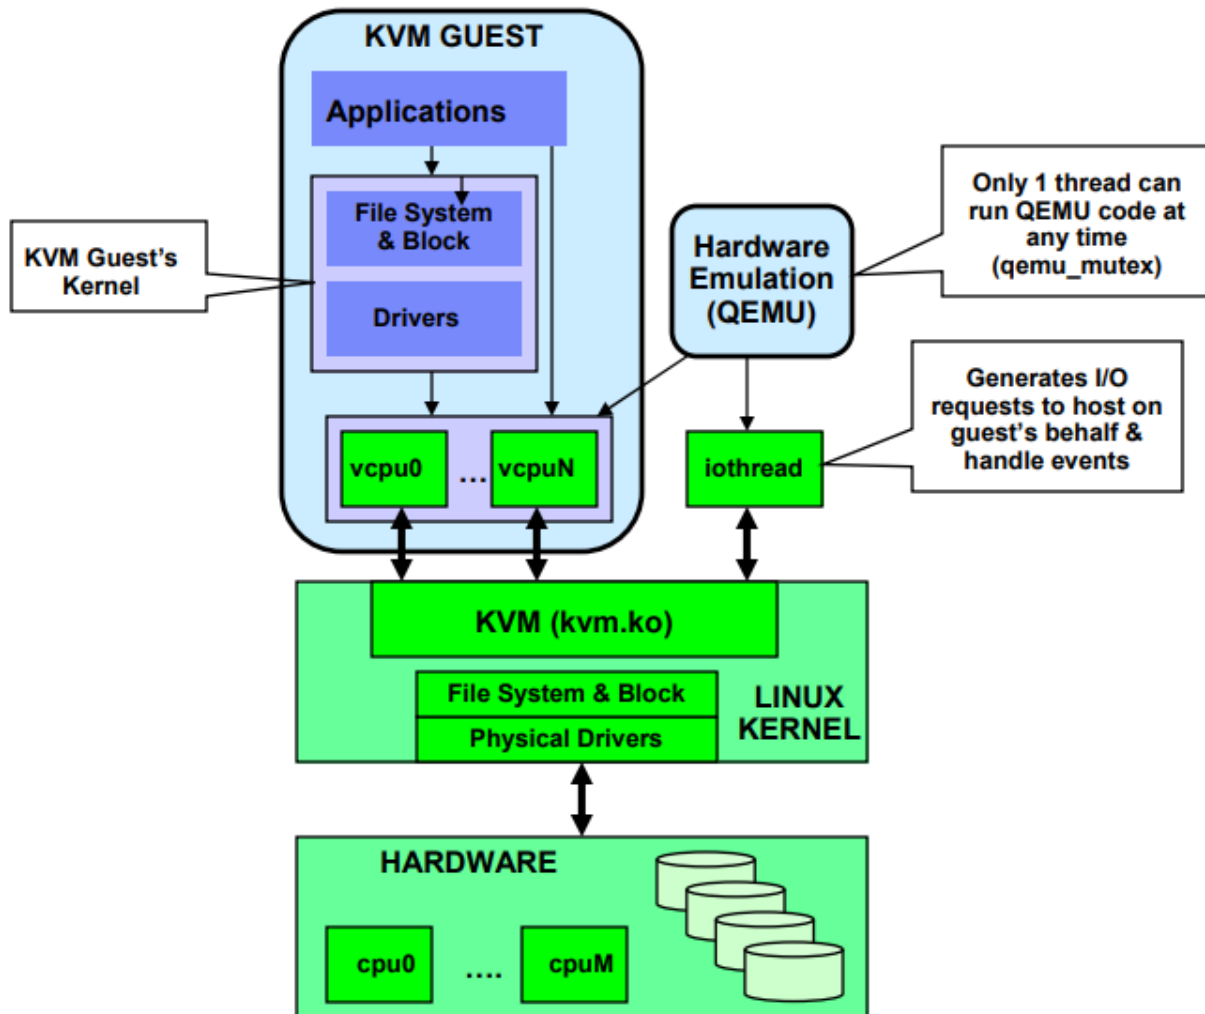 KVM GUEST
Applications
File System
& Block
Drivers
KVM Guest’s
Kernel
Hardware
Emulation
(QEMU)
Only 1 thread can
run QEMU code at
any time
(qemu_mutex)
Generates I/O
requests to host on
guest’s behalf &
handle events
vcpu0 … vcpuN
iothread
KVM (kvm.ko)
File System & Block
Physical Drivers
LINUX
KERNEL
HARDWARE
cpu0 …. cpuM